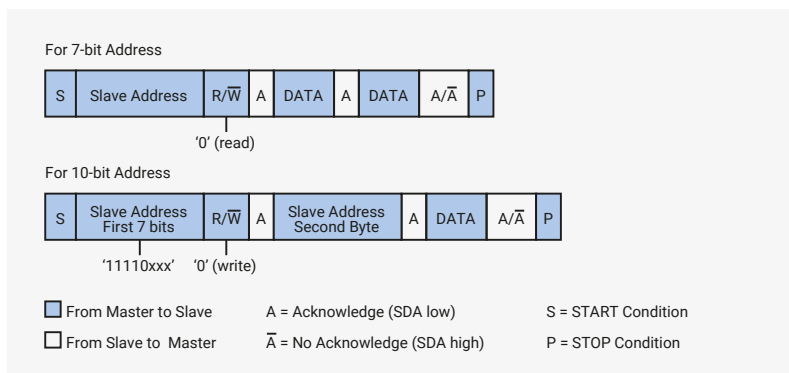 For 7-bit Address
S Slave Address R/W̅ A DATA A DATA A/A̅ P
‘0’ (read)
For 10-bit Address
S Slave Address First 7 bits R/W̅ A Slave Address Second Byte A DATA A/A̅ P
‘11110xxx’ ‘0’ (write)
From Master to Slave A = Acknowledge (SDA low) S = START Condition
From Slave to Master A̅ = No Acknowledge (SDA high) P = STOP Condition